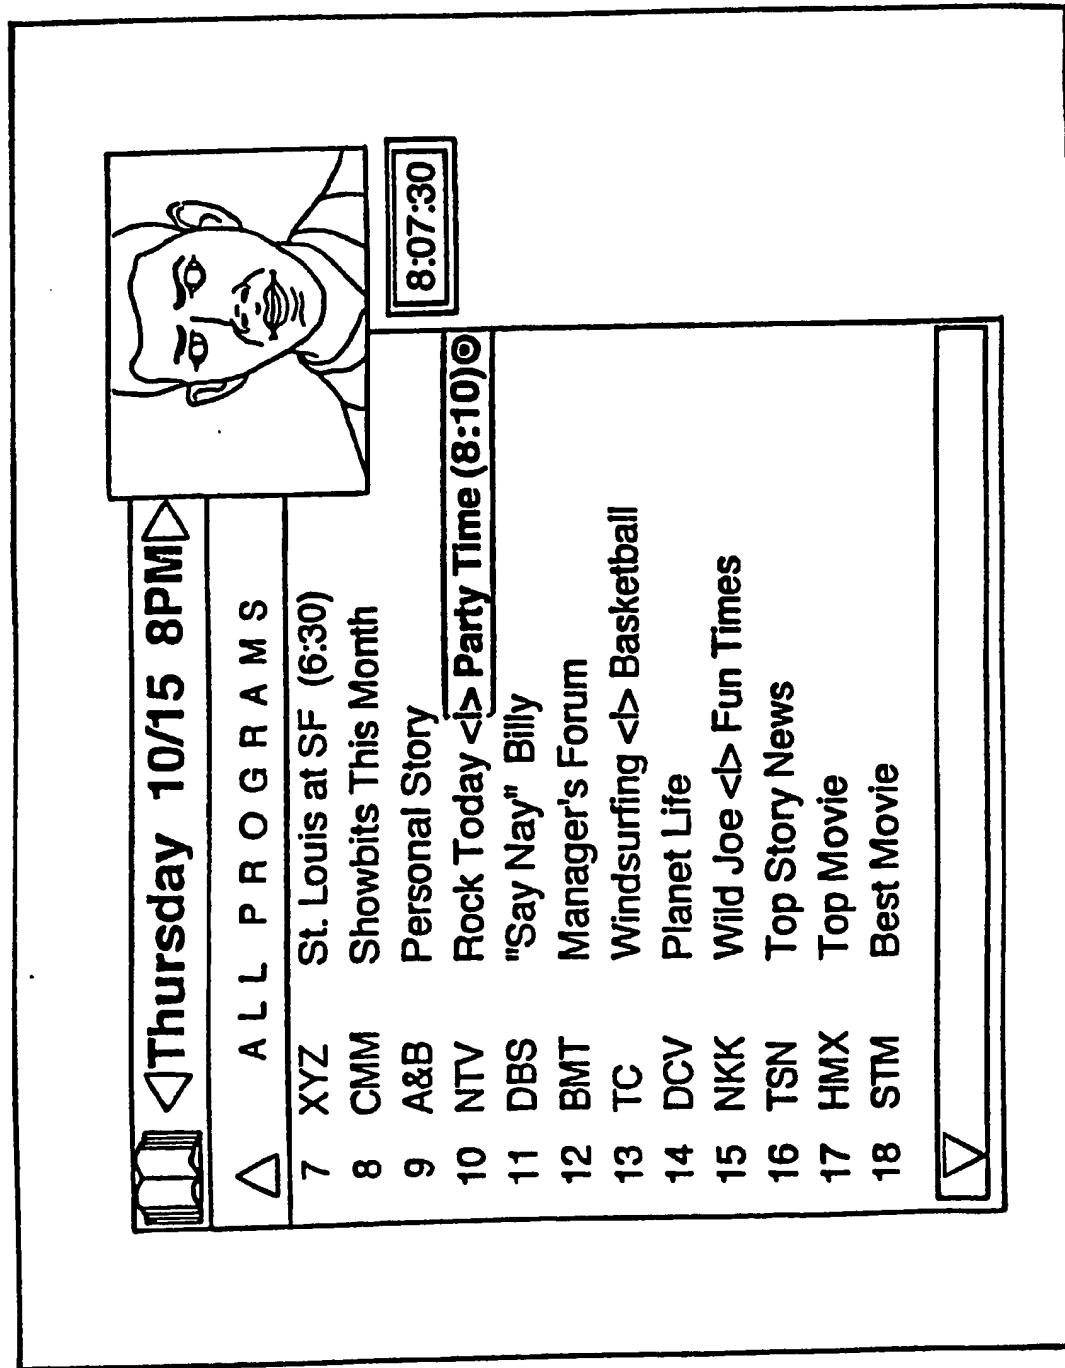 ◁Thursday 10/15 8PM▷
ALL PROGRAMS
7 XYZ St. Louis at SF (6:30)
8 CMM Showbits This Month
9 A&B Personal Story
10 NTV Rock Today <I> Party Time (8:10)
11 DBS "Say Nay" Billy
12 BMT Manager's Forum
13 TC Windsurfing <I> Basketball
14 DCV Planet Life
15 NKK Wild Joe <I> Fun Times
16 TSN Top Story News
17 HMX Top Movie
18 STM Best Movie
8:07:30